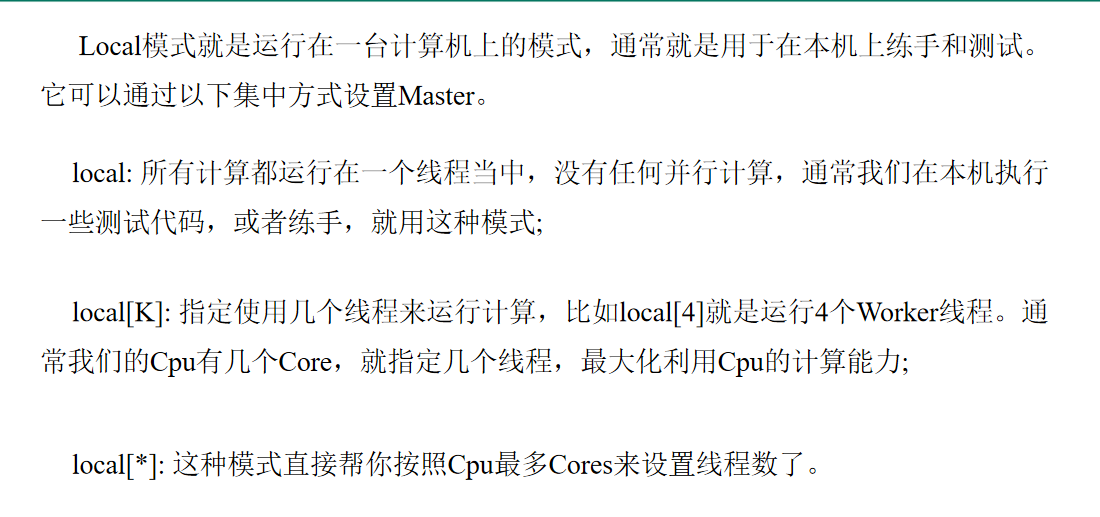 Local模式就是运行在一台计算机上的模式，通常就是用于在本机上练手和测试。
它可以通过以下集中方式设置Master。
local: 所有计算都运行在一个线程当中，没有任何并行计算，通常我们在本机执行
一些测试代码，或者练手，就用这种模式;
local[K]: 指定使用几个线程来运行计算，比如local[4]就是运行4个Worker线程。通
常我们的Cpu有几个Core，就指定几个线程，最大化利用Cpu的计算能力;
local[*]: 这种模式直接帮你按照Cpu最多Cores来设置线程数了。